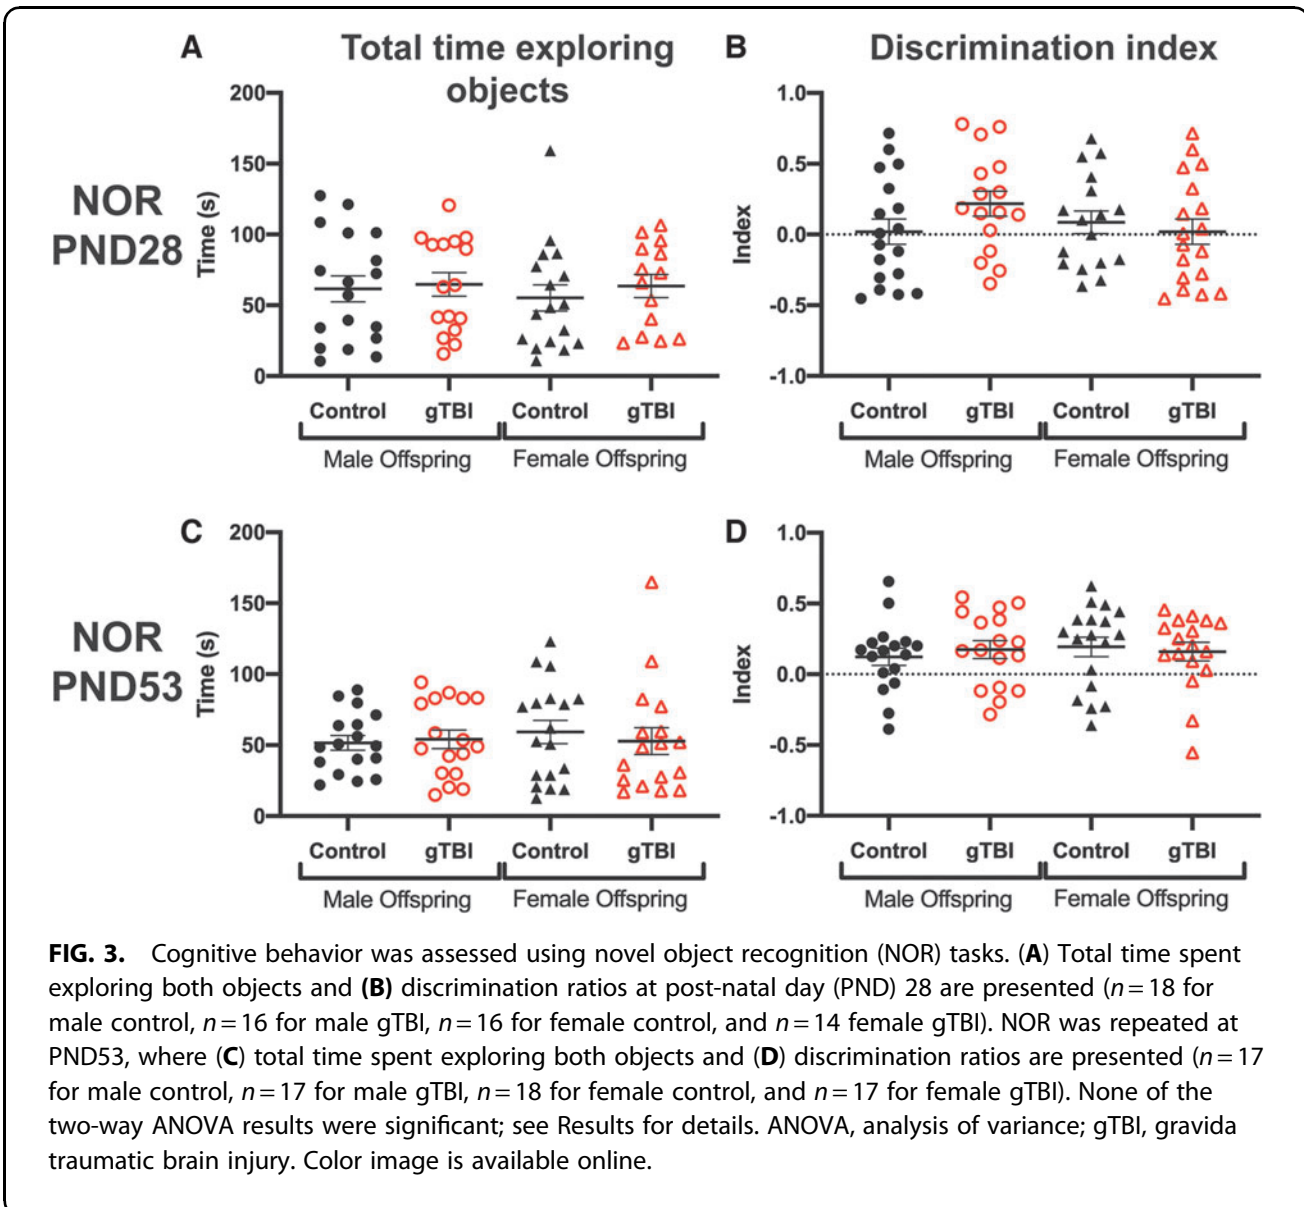 A Total time exploring objects
200
150
100
50
0
Time (s)
NOR PND28
Control gTBI Control gTBI
Male Offspring Female Offspring
B Discrimination index
1.0
0.5
0.0
-0.5
-1.0
Index
Control gTBI Control gTBI
Male Offspring Female Offspring
C
200
150
100
50
0
Time (s)
NOR PND53
Control gTBI Control gTBI
Male Offspring Female Offspring
D
1.0
0.5
0.0
-0.5
-1.0
Index
Control gTBI Control gTBI
Male Offspring Female Offspring
FIG. 3. Cognitive behavior was assessed using novel object recognition (NOR) tasks. (A) Total time spent
exploring both objects and (B) discrimination ratios at post-natal day (PND) 28 are presented (n = 18 for
male control, n = 16 for male gTBI, n = 16 for female control, and n = 14 female gTBI). NOR was repeated at
PND53, where (C) total time spent exploring both objects and (D) discrimination ratios are presented (n = 17
for male control, n = 17 for male gTBI, n = 18 for female control, and n = 17 for female gTBI). None of the
two-way ANOVA results were significant; see Results for details. ANOVA, analysis of variance; gTBI, gravida
traumatic brain injury. Color image is available online.